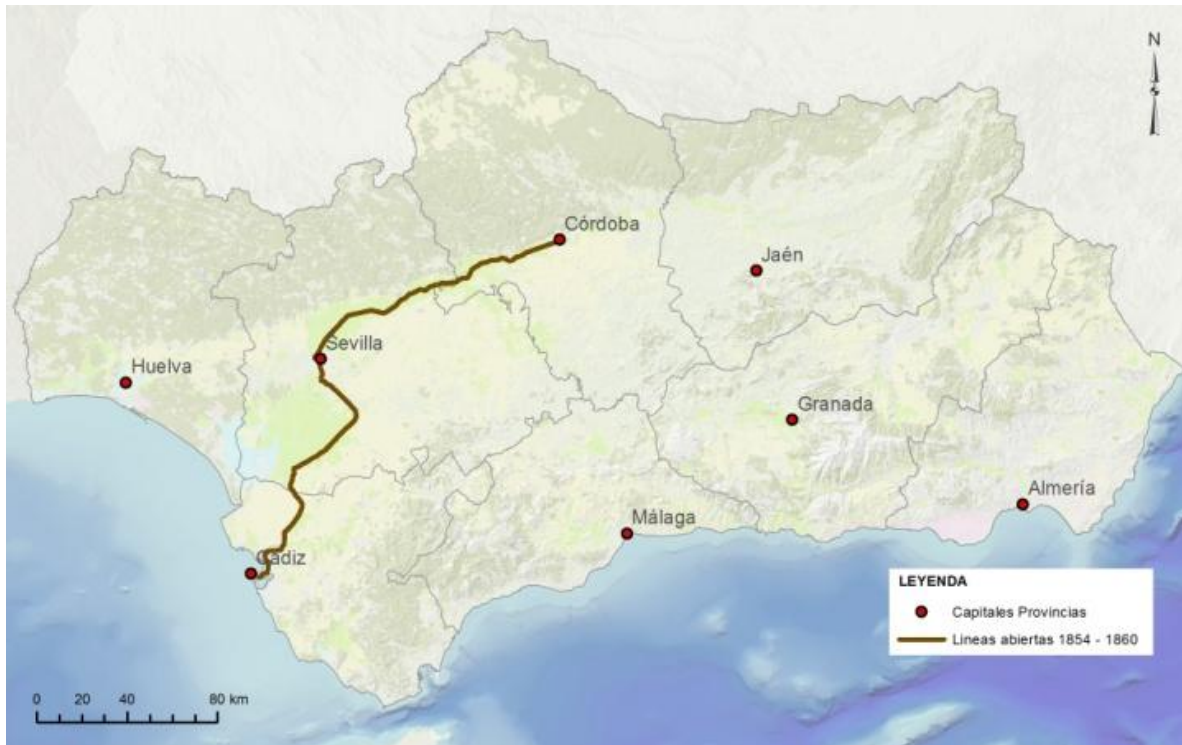 N
Córdoba
Jaén
Sevilla
Huelva
Granada
Almería
Málaga
Cádiz
LEYENDA
Capitales Provincias
Lineas abiertas 1854 - 1860
0 20 40 80 km